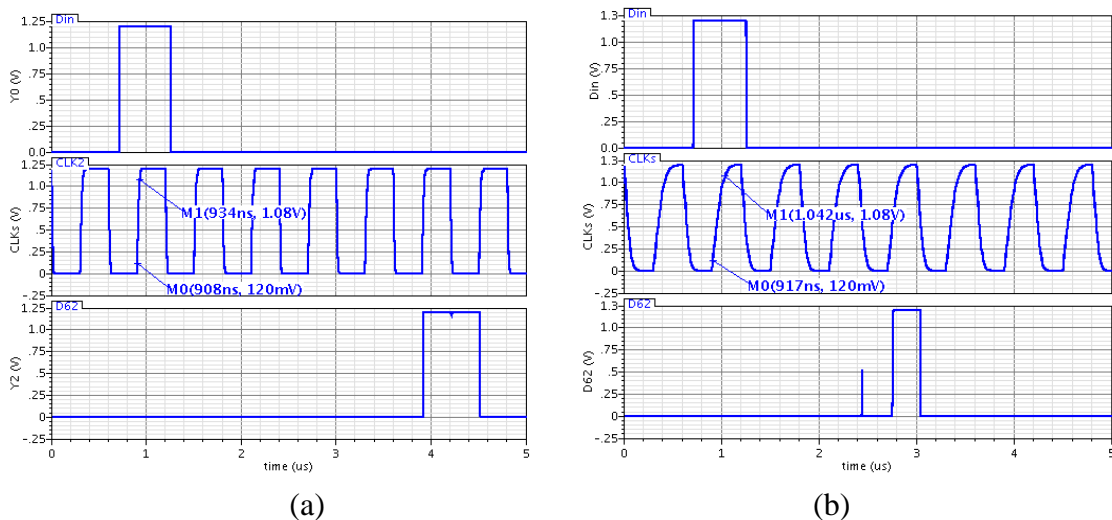 Din
1.25
1.0
.75
.5
.25
0.0
Y0 (V)
CLK2
1.25
1.0
.75
.5
.25
0
-.25
CLKs (V)
M1(934ns, 1.08V)
M0(908ns, 120mV)
D62
1.25
1.0
.75
.5
.25
0
-.25
Y2 (V)
0 1 2 3 4 5
time (us)
(a)
Din
1.3
1.0
.75
.5
.25
0.0
Din (V)
CLKs
1.3
1.0
.75
.5
.25
0
-.25
CLKs (V)
M1(1.042us, 1.08V)
M0(917ns, 120mV)
D62
1.3
1.0
.75
.5
.25
0
-.25
D62 (V)
0 1 2 3 4 5
time (us)
(b)